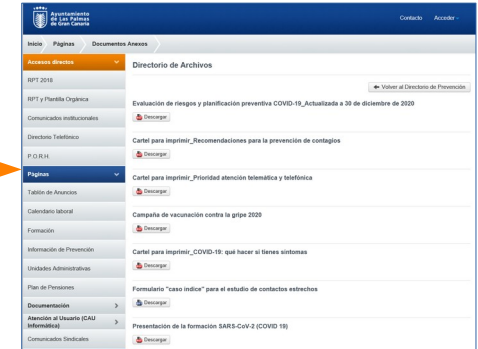 Ayuntamiento
de Las Palmas
de Gran Canaria
Contacto Acceder
Inicio Páginas Documentos Anexos
Accesos directos
RPT 2018
RPT y Plantilla Orgánica
Comunicados institucionales
Directorio Telefónico
P.O.R.H.
Páginas
Tablón de Anuncios
Calendario laboral
Formación
Información de Prevención
Unidades Administrativas
Plan de Pensiones
Documentación
Atención al Usuario (CAU
Informática)
Comunicados Sindicales
Directorio de Archivos
Volver al Directorio de Prevención
Evaluación de riesgos y planificación preventiva COVID-19_Actualizada a 30 de diciembre de 2020
Descargar
Cartel para imprimir_Recomendaciones para la prevención de contagios
Descargar
Cartel para imprimir_Prioridad atención telemática y telefónica
Descargar
Campaña de vacunación contra la gripe 2020
Descargar
Cartel para imprimir_COVID-19: qué hacer si tienes síntomas
Descargar
Formulario "caso índice" para el estudio de contactos estrechos
Descargar
Presentación de la formación SARS-CoV-2 (COVID 19)
Descargar